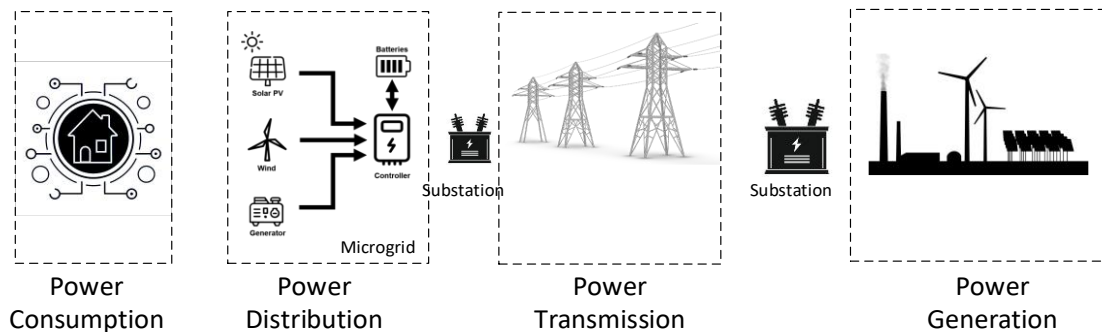 Batteries
Solar PV
Wind
Controller
Generator
Microgrid
Substation
Substation
Power
Consumption
Power
Distribution
Power
Transmission
Power
Generation